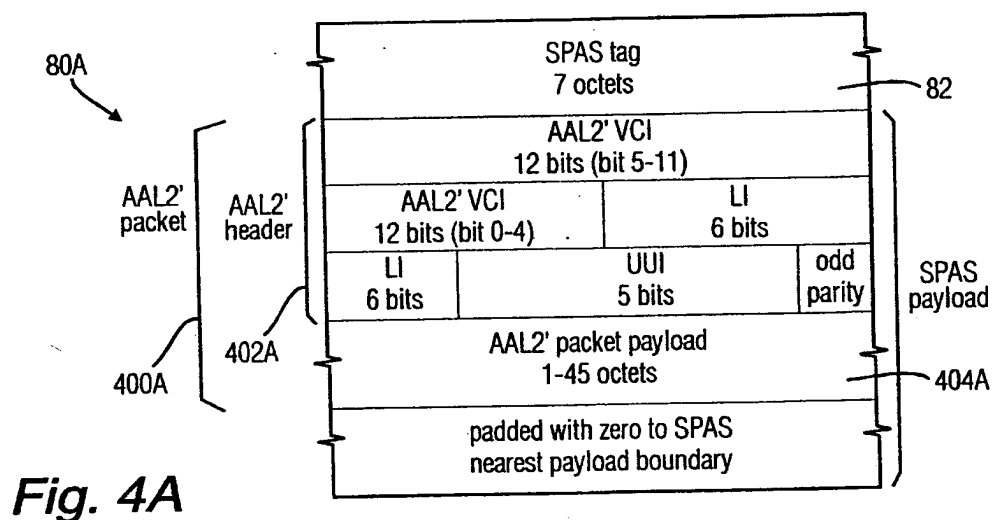 80A
SPAS tag
7 octets
82
AAL2' VCI
12 bits (bit 5-11)
AAL2'
packet
AAL2'
header
AAL2' VCI
12 bits (bit 0-4)
LI
6 bits
LI
6 bits
UUI
5 bits
odd
parity
SPAS
payload
402A
400A
AAL2' packet payload
1-45 octets
404A
padded with zero to SPAS
nearest payload boundary
Fig. 4A